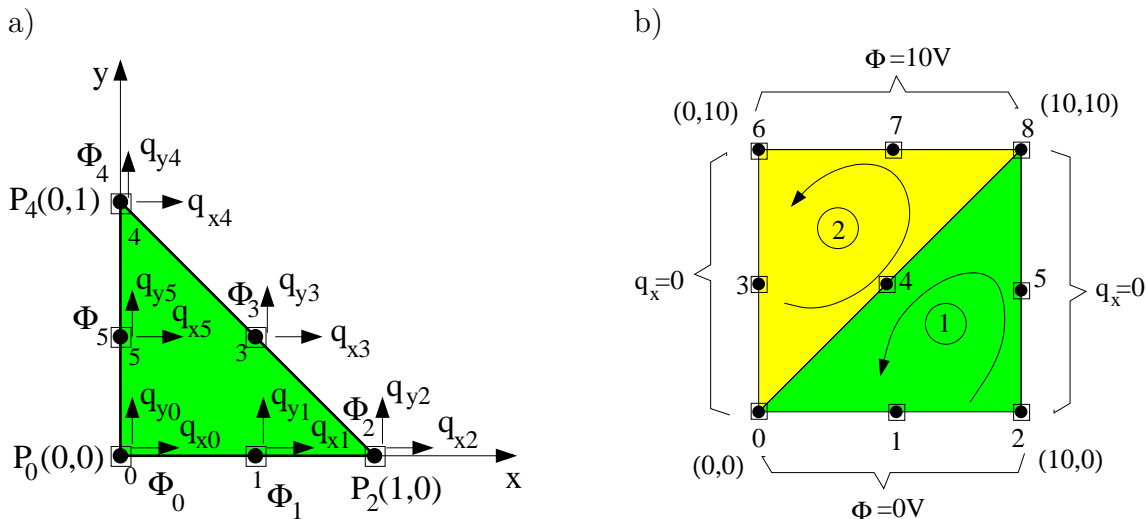 a)
y
Φ4
qy4
P4(0,1)
qx4
4
Φ5
qy5
qx5
5
Φ3
qy3
qx3
3
qy0
qx0
qy1
qx1
Φ2
qy2
qx2
P0(0,0)
0
Φ0
1
Φ1
P2(1,0)
x
b)
Φ=10V
(0,10)
(10,10)
6
7
8
2
qx=0
3
4
5
qx=0
1
0
1
2
(0,0)
(10,0)
Φ=0V